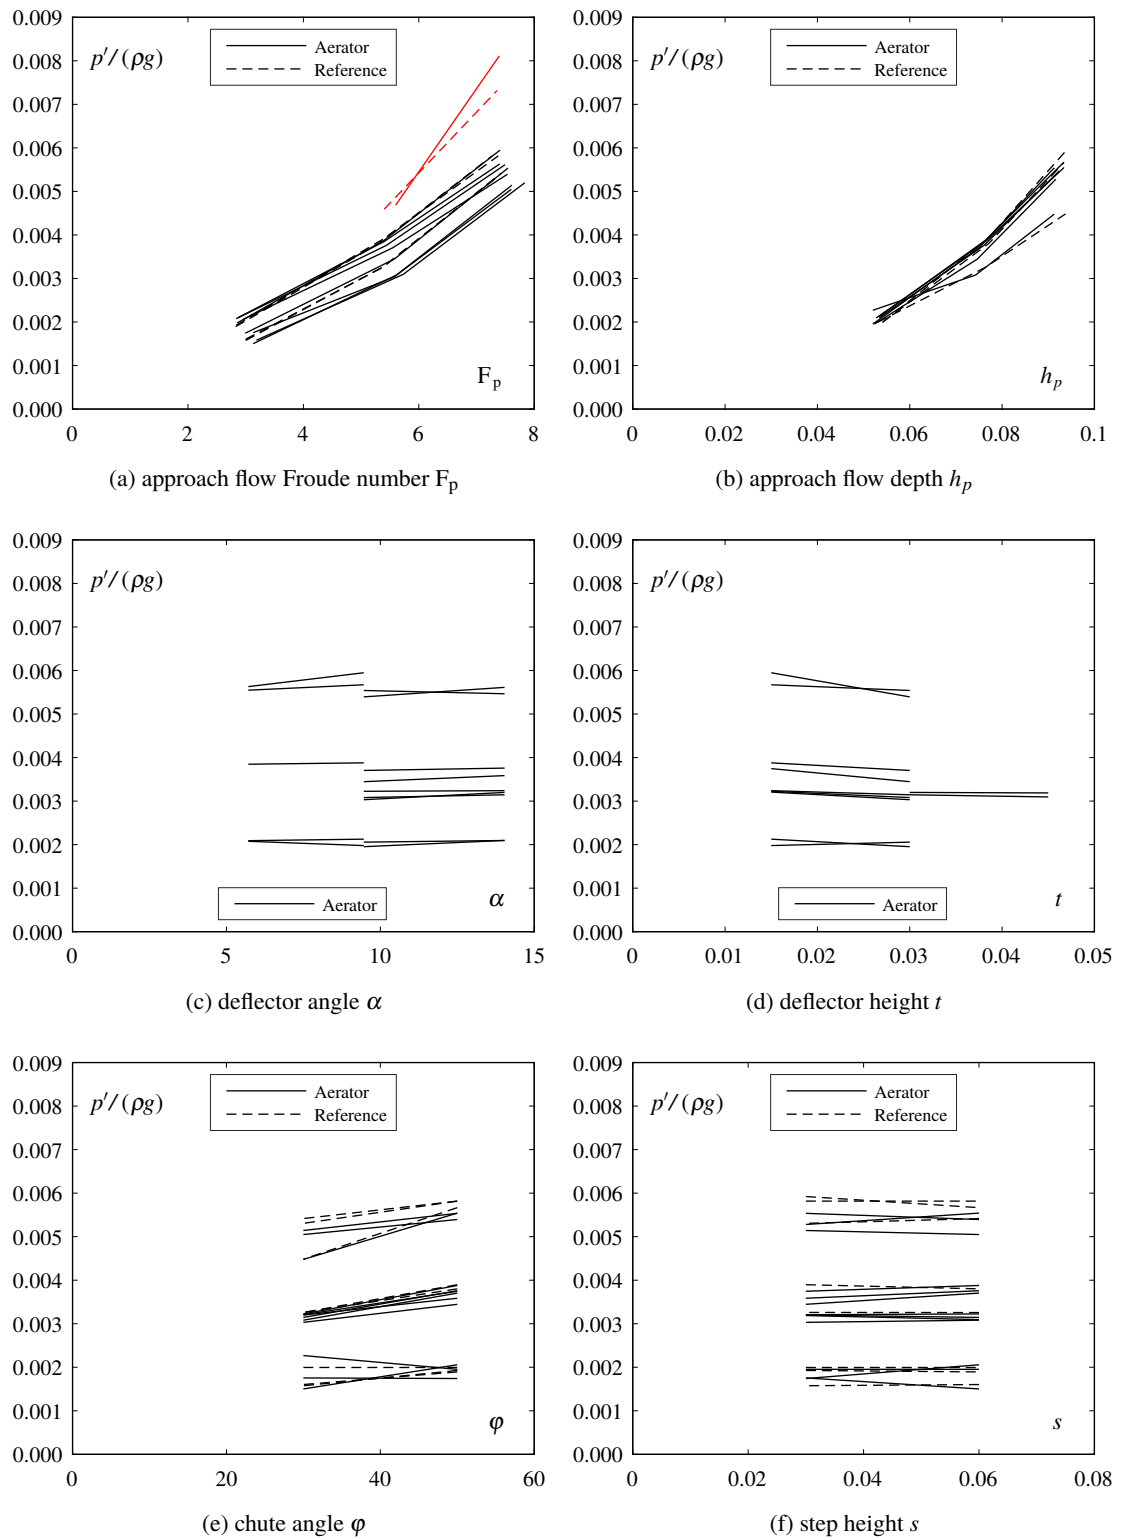 0.009
0.008
0.007
0.006
0.005
0.004
0.003
0.002
0.001
0.000
p′/(ρg)
Aerator
Reference
F_p
0 2 4 6 8
(a) approach flow Froude number F_p
0.009
0.008
0.007
0.006
0.005
0.004
0.003
0.002
0.001
0.000
p′/(ρg)
Aerator
Reference
h_p
0 0.02 0.04 0.06 0.08 0.1
(b) approach flow depth h_p
0.009
0.008
0.007
0.006
0.005
0.004
0.003
0.002
0.001
0.000
p′/(ρg)
Aerator
α
0 5 10 15
(c) deflector angle α
0.009
0.008
0.007
0.006
0.005
0.004
0.003
0.002
0.001
0.000
p′/(ρg)
Aerator
t
0 0.01 0.02 0.03 0.04 0.05
(d) deflector height t
0.009
0.008
0.007
0.006
0.005
0.004
0.003
0.002
0.001
0.000
p′/(ρg)
Aerator
Reference
φ
0 20 40 60
(e) chute angle φ
0.009
0.008
0.007
0.006
0.005
0.004
0.003
0.002
0.001
0.000
p′/(ρg)
Aerator
Reference
s
0 0.02 0.04 0.06 0.08
(f) step height s